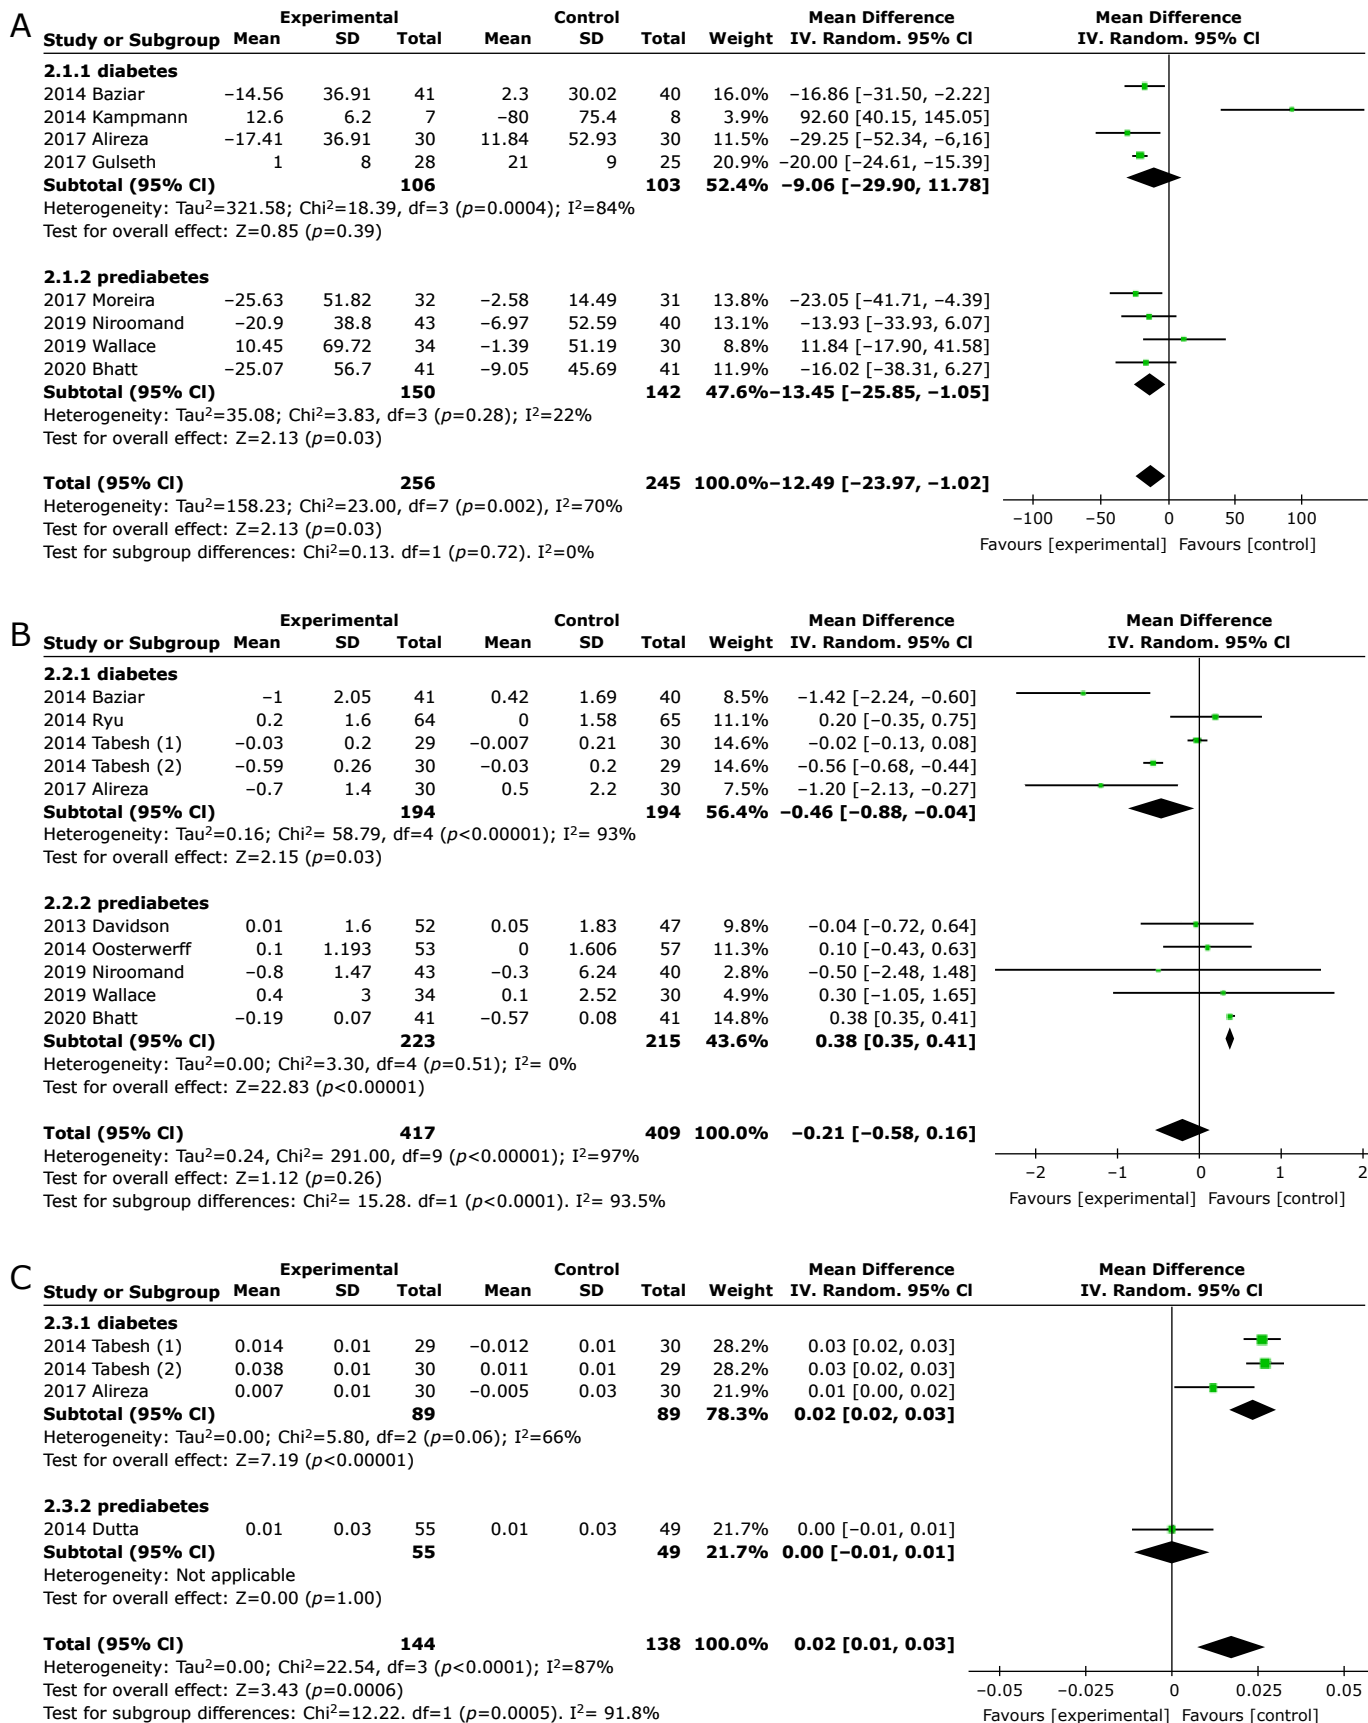 A
Experimental Control Mean Difference Mean Difference
Study or Subgroup Mean SD Total Mean SD Total Weight IV. Random. 95% Cl IV. Random. 95% Cl
2.1.1 diabetes
2014 Baziar −14.56 36.91 41 2.3 30.02 40 16.0% −16.86 [−31.50, −2.22]
2014 Kampmann 12.6 6.2 7 −80 75.4 8 3.9% 92.60 [40.15, 145.05]
2017 Alireza −17.41 36.91 30 11.84 52.93 30 11.5% −29.25 [−52.34, −6,16]
2017 Gulseth 1 8 28 21 9 25 20.9% −20.00 [−24.61, −15.39]
Subtotal (95% Cl) 106 103 52.4% −9.06 [−29.90, 11.78]
Heterogeneity: Tau²=321.58; Chi²=18.39, df=3 (p=0.0004); I²=84%
Test for overall effect: Z=0.85 (p=0.39)
2.1.2 prediabetes
2017 Moreira −25.63 51.82 32 −2.58 14.49 31 13.8% −23.05 [−41.71, −4.39]
2019 Niroomand −20.9 38.8 43 −6.97 52.59 40 13.1% −13.93 [−33.93, 6.07]
2019 Wallace 10.45 69.72 34 −1.39 51.19 30 8.8% 11.84 [−17.90, 41.58]
2020 Bhatt −25.07 56.7 41 −9.05 45.69 41 11.9% −16.02 [−38.31, 6.27]
Subtotal (95% Cl) 150 142 47.6%−13.45 [−25.85, −1.05]
Heterogeneity: Tau²=35.08; Chi²=3.83, df=3 (p=0.28); I²=22%
Test for overall effect: Z=2.13 (p=0.03)
Total (95% Cl) 256 245 100.0%−12.49 [−23.97, −1.02]
Heterogeneity: Tau²=158.23; Chi²=23.00, df=7 (p=0.002), I²=70%
Test for overall effect: Z=2.13 (p=0.03)
Test for subgroup differences: Chi²=0.13. df=1 (p=0.72). I²=0%
−100 −50 0 50 100
Favours [experimental] Favours [control]
B
Experimental Control Mean Difference Mean Difference
Study or Subgroup Mean SD Total Mean SD Total Weight IV. Random. 95% Cl IV. Random. 95% Cl
2.2.1 diabetes
2014 Baziar −1 2.05 41 0.42 1.69 40 8.5% −1.42 [−2.24, −0.60]
2014 Ryu 0.2 1.6 64 0 1.58 65 11.1% 0.20 [−0.35, 0.75]
2014 Tabesh (1) −0.03 0.2 29 −0.007 0.21 30 14.6% −0.02 [−0.13, 0.08]
2014 Tabesh (2) −0.59 0.26 30 −0.03 0.2 29 14.6% −0.56 [−0.68, −0.44]
2017 Alireza −0.7 1.4 30 0.5 2.2 30 7.5% −1.20 [−2.13, −0.27]
Subtotal (95% Cl) 194 194 56.4% −0.46 [−0.88, −0.04]
Heterogeneity: Tau²=0.16; Chi²= 58.79, df=4 (p<0.00001); I²= 93%
Test for overall effect: Z=2.15 (p=0.03)
2.2.2 prediabetes
2013 Davidson 0.01 1.6 52 0.05 1.83 47 9.8% −0.04 [−0.72, 0.64]
2014 Oosterwerff 0.1 1.193 53 0 1.606 57 11.3% 0.10 [−0.43, 0.63]
2019 Niroomand −0.8 1.47 43 −0.3 6.24 40 2.8% −0.50 [−2.48, 1.48]
2019 Wallace 0.4 3 34 0.1 2.52 30 4.9% 0.30 [−1.05, 1.65]
2020 Bhatt −0.19 0.07 41 −0.57 0.08 41 14.8% 0.38 [0.35, 0.41]
Subtotal (95% Cl) 223 215 43.6% 0.38 [0.35, 0.41]
Heterogeneity: Tau²=0.00; Chi²=3.30, df=4 (p=0.51); I²= 0%
Test for overall effect: Z=22.83 (p<0.00001)
Total (95% Cl) 417 409 100.0% −0.21 [−0.58, 0.16]
Heterogeneity: Tau²=0.24, Chi²= 291.00, df=9 (p<0.00001); I²=97%
Test for overall effect: Z=1.12 (p=0.26)
Test for subgroup differences: Chi²= 15.28. df=1 (p<0.0001). I²= 93.5%
−2 −1 0 1 2
Favours [experimental] Favours [control]
C
Experimental Control Mean Difference Mean Difference
Study or Subgroup Mean SD Total Mean SD Total Weight IV. Random. 95% Cl IV. Random. 95% Cl
2.3.1 diabetes
2014 Tabesh (1) 0.014 0.01 29 −0.012 0.01 30 28.2% 0.03 [0.02, 0.03]
2014 Tabesh (2) 0.038 0.01 30 0.011 0.01 29 28.2% 0.03 [0.02, 0.03]
2017 Alireza 0.007 0.01 30 −0.005 0.03 30 21.9% 0.01 [0.00, 0.02]
Subtotal (95% Cl) 89 89 78.3% 0.02 [0.02, 0.03]
Heterogeneity: Tau²=0.00; Chi²=5.80, df=2 (p=0.06); I²=66%
Test for overall effect: Z=7.19 (p<0.00001)
2.3.2 prediabetes
2014 Dutta 0.01 0.03 55 0.01 0.03 49 21.7% 0.00 [−0.01, 0.01]
Subtotal (95% Cl) 55 49 21.7% 0.00 [−0.01, 0.01]
Heterogeneity: Not applicable
Test for overall effect: Z=0.00 (p=1.00)
Total (95% Cl) 144 138 100.0% 0.02 [0.01, 0.03]
Heterogeneity: Tau²=0.00; Chi²=22.54, df=3 (p<0.0001); I²=87%
Test for overall effect: Z=3.43 (p=0.0006)
Test for subgroup differences: Chi²=12.22. df=1 (p=0.0005). I²= 91.8%
−0.05 −0.025 0 0.025 0.05
Favours [experimental] Favours [control]